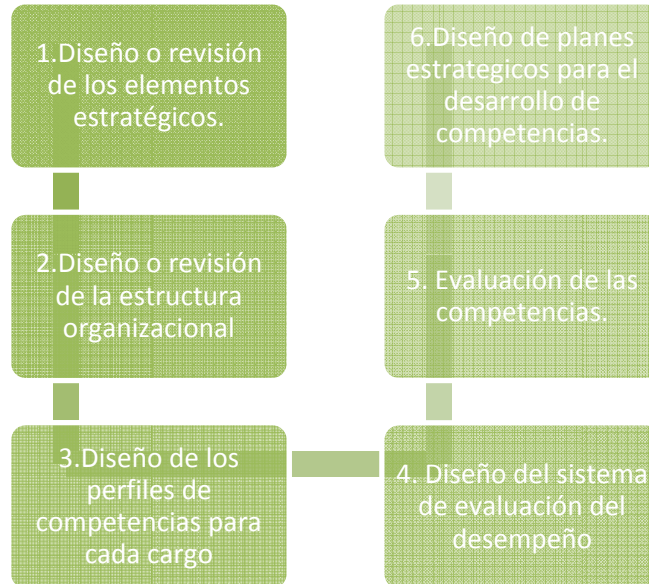 1.Diseño o revisión
de los elementos
estratégicos.
2.Diseño o revisión
de la estructura
organizacional
3.Diseño de los
perfiles de
competencias para
cada cargo
4. Diseño del sistema
de evaluación del
desempeño
5. Evaluación de las
competencias.
6.Diseño de planes
estrategicos para el
desarrollo de
competencias.